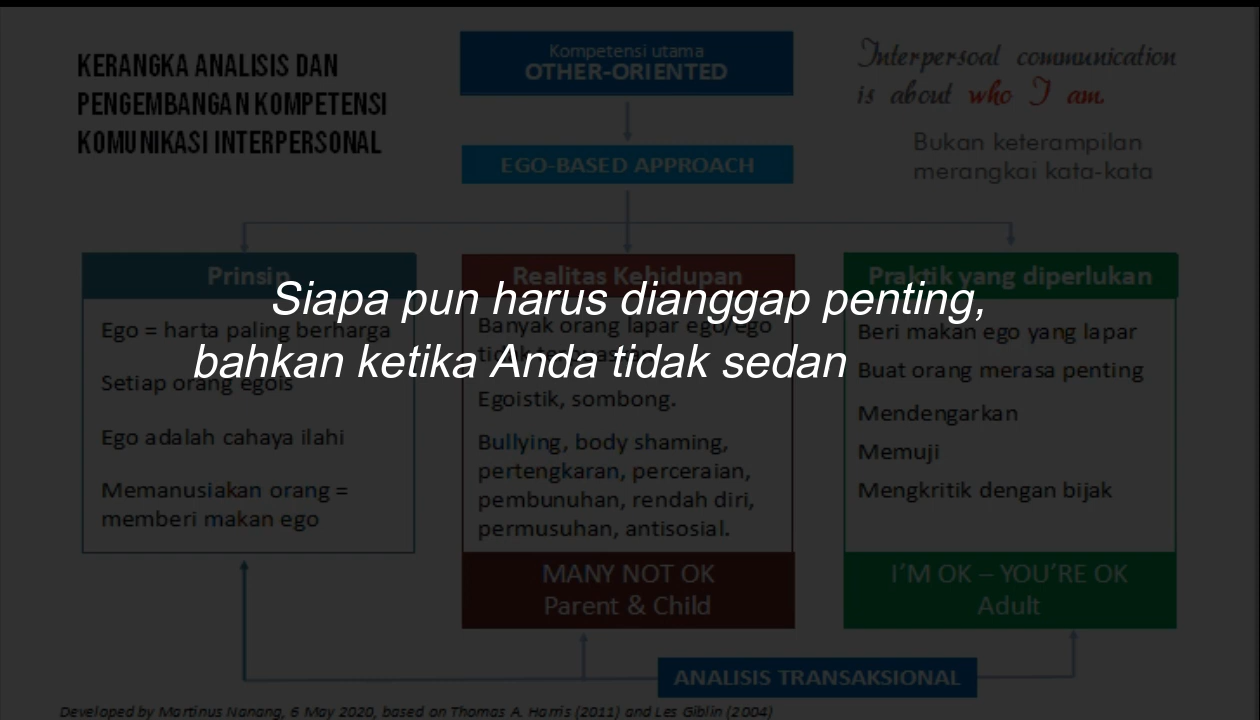 KERANGKA ANALISIS DAN
PENGEMBANGAN KOMPETENSI
KOMUNIKASI INTERPERSONAL
Kompetensi utama
OTHER-ORIENTED
Interpersoal communication
is about who I am.
Bukan keterampilan
merangkai kata-kata
EGO-BASED APPROACH
Siapa pun harus dianggap penting,
bahkan ketika Anda tidak sedan
Prinsip
Ego = harta paling berharga
Setiap orang egois
Ego adalah cahaya ilahi
Memanusiakan orang =
memberi makan ego
Realitas Kehidupan
Banyak orang lapar ego/ego
Egoistik, sombong.
Bullying, body shaming,
pertengkaran, perceraian,
pembunuhan, rendah diri,
permusuhan, antisosial.
MANY NOT OK
Parent & Child
Praktik yang diperlukan
Beri makan ego yang lapar
Buat orang merasa penting
Mendengarkan
Memuji
Mengkritik dengan bijak
I'M OK – YOU'RE OK
Adult
ANALISIS TRANSAKSIONAL
Developed by Martinus Nanang, 6 May 2020, based on Thomas A. Harris (2011) and Les Giblin (2004)